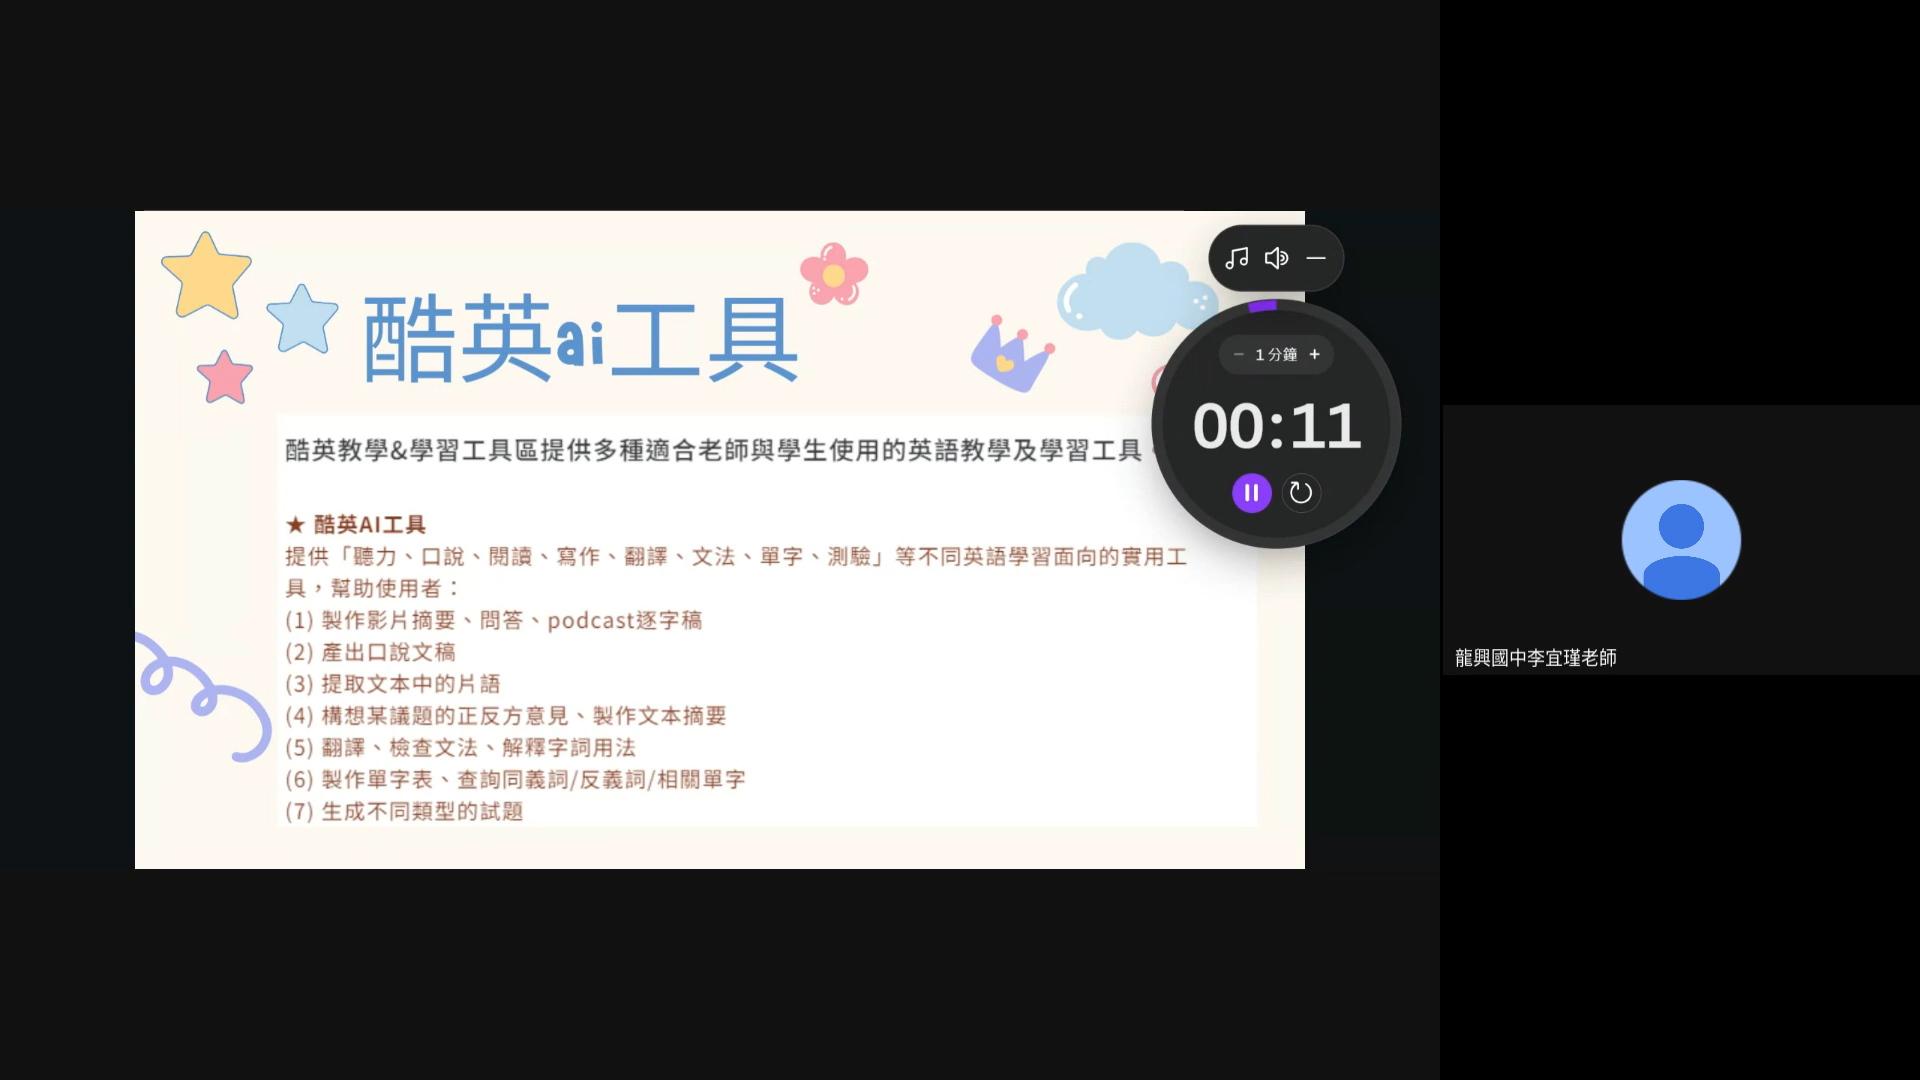 酷英ai工具
酷英教學&學習工具區提供多種適合老師與學生使用的英語教學及學習工具
★ 酷英AI工具
提供「聽力、口說、閱讀、寫作、翻譯、文法、單字、測驗」等不同英語學習面向的實用工
具，幫助使用者：
(1) 製作影片摘要、問答、podcast逐字稿
(2) 產出口說文稿
(3) 提取文本中的片語
(4) 構想某議題的正反方意見、製作文本摘要
(5) 翻譯、檢查文法、解釋字詞用法
(6) 製作單字表、查詢同義詞/反義詞/相關單字
(7) 生成不同類型的試題
− 1 分鐘 +
00:11
龍興國中李宜瑾老師